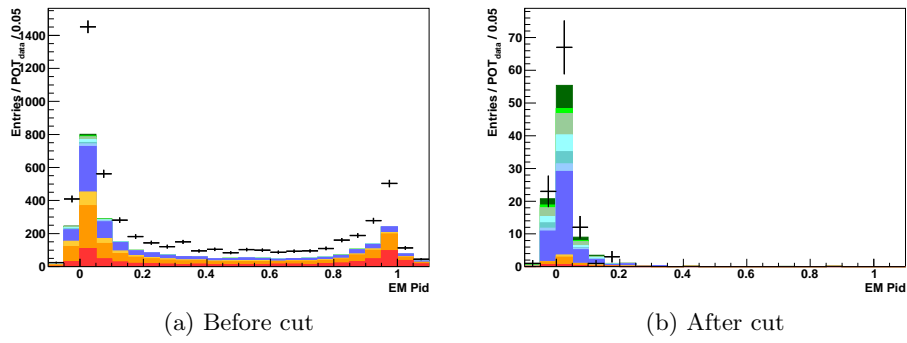 Entries / POTdata / 0.05
1400
1200
1000
800
600
400
200
0
0 0.2 0.4 0.6 0.8 1
EM Pid
(a) Before cut
Entries / POTdata / 0.05
70
60
50
40
30
20
10
0
0 0.2 0.4 0.6 0.8 1
EM Pid
(b) After cut